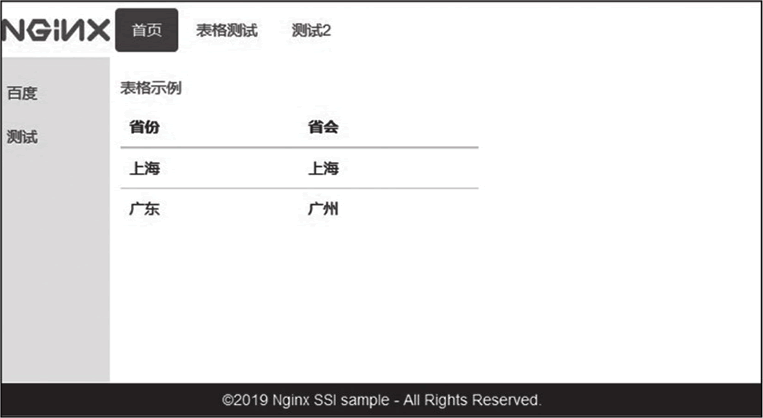 NGINX 首页 表格测试 测试2
百度
测试
表格示例
省份 省会
上海 上海
广东 广州
©2019 Nginx SSI sample - All Rights Reserved.